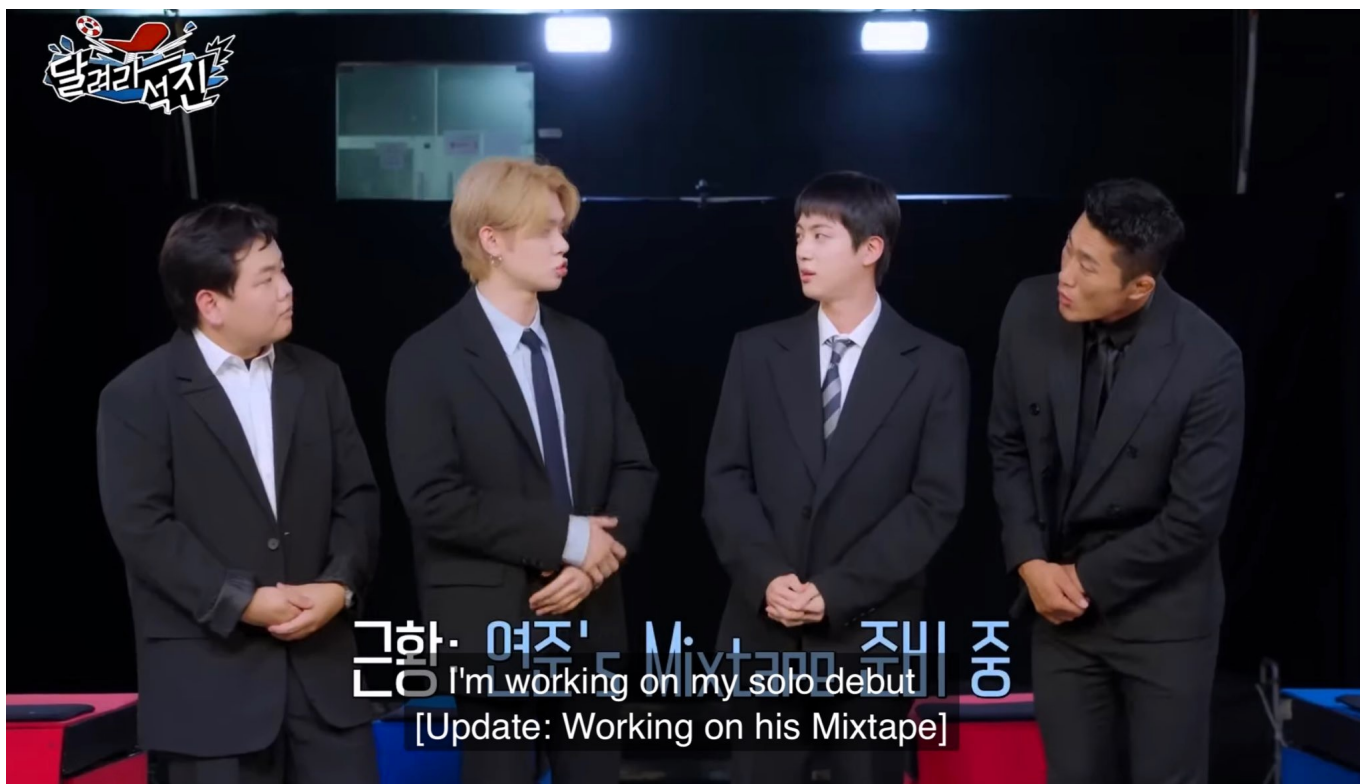 달려라
석진
근황: 연준's Mixtape 준비 중
I'm working on my solo debut
[Update: Working on his Mixtape]